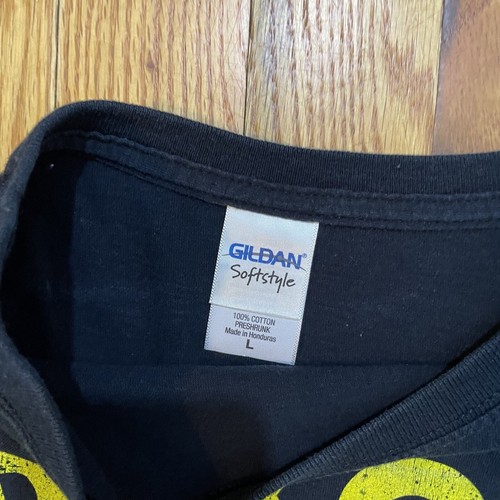 GILDAN®
Softstyle
100% COTTON
PRESHRUNK
Made in Honduras
L